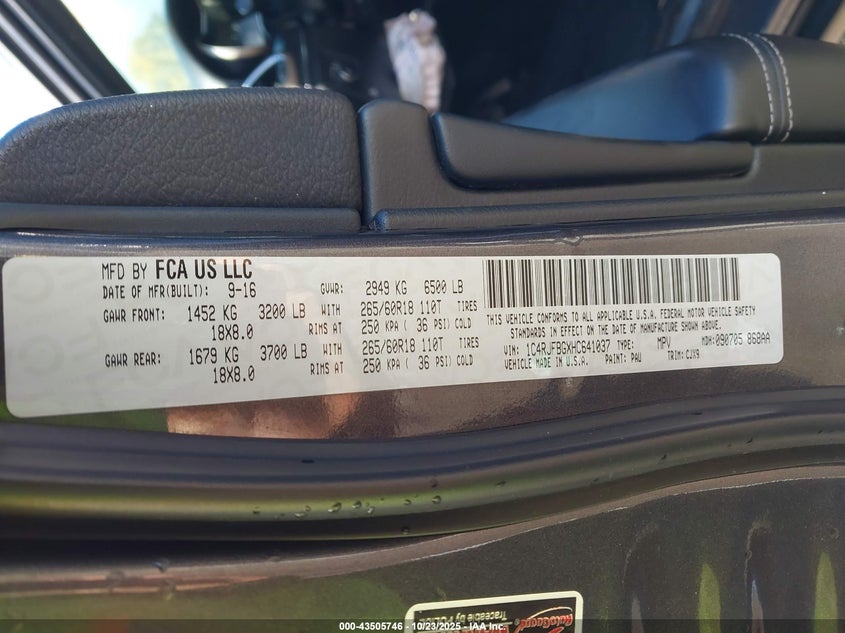 MFD BY FCA US LLC
DATE OF MFR(BUILT): 9-16 GVWR: 2949 KG 6500 LB
GAWR FRONT: 1452 KG 3200 LB WITH 265/60R18 110T TIRES
18X8.0 RIMS AT 250 KPA ( 36 PSI) COLD
GAWR REAR: 1679 KG 3700 LB WITH 265/60R18 110T TIRES
18X8.0 RIMS AT 250 KPA ( 36 PSI) COLD
THIS VEHICLE CONFORMS TO ALL APPLICABLE U.S.A. FEDERAL MOTOR VEHICLE SAFETY
STANDARDS IN EFFECT ON THE DATE OF MANUFACTURE SHOWN ABOVE.
VIN: 1C4RJFBGXHC641037 TYPE: MPV MDH: 090705 868AA
VEHICLE MADE IN U.S.A. PAINT: PAU TRIM: CJX9
Traceable by POLICE
000-43505746 - 10/23/2025 - IAA Inc.